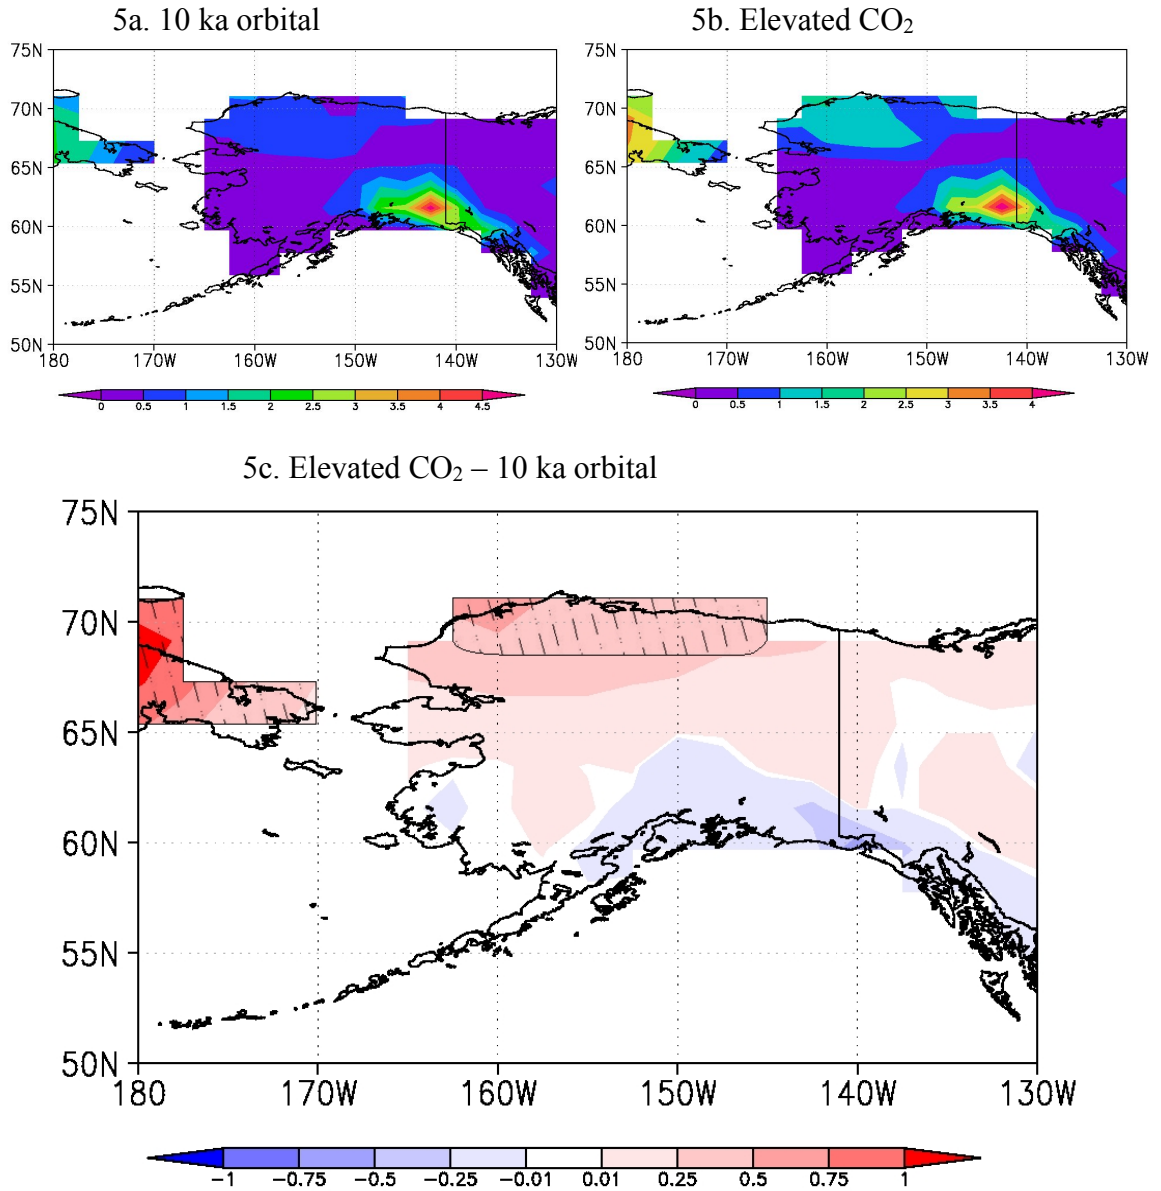 5a. 10 ka orbital
5b. Elevated CO₂
75N
70N
65N
60N
55N
50N
180 170W 160W 150W 140W 130W
0 0.5 1 1.5 2 2.5 3 3.5 4 4.5
75N
70N
65N
60N
55N
50N
180 170W 160W 150W 140W 130W
0 0.5 1 1.5 2 2.5 3 3.5 4
5c. Elevated CO₂ – 10 ka orbital
75N
70N
65N
60N
55N
50N
180 170W 160W 150W 140W 130W
−1 −0.75 −0.5 −0.25 −0.01 0.01 0.25 0.5 0.75 1